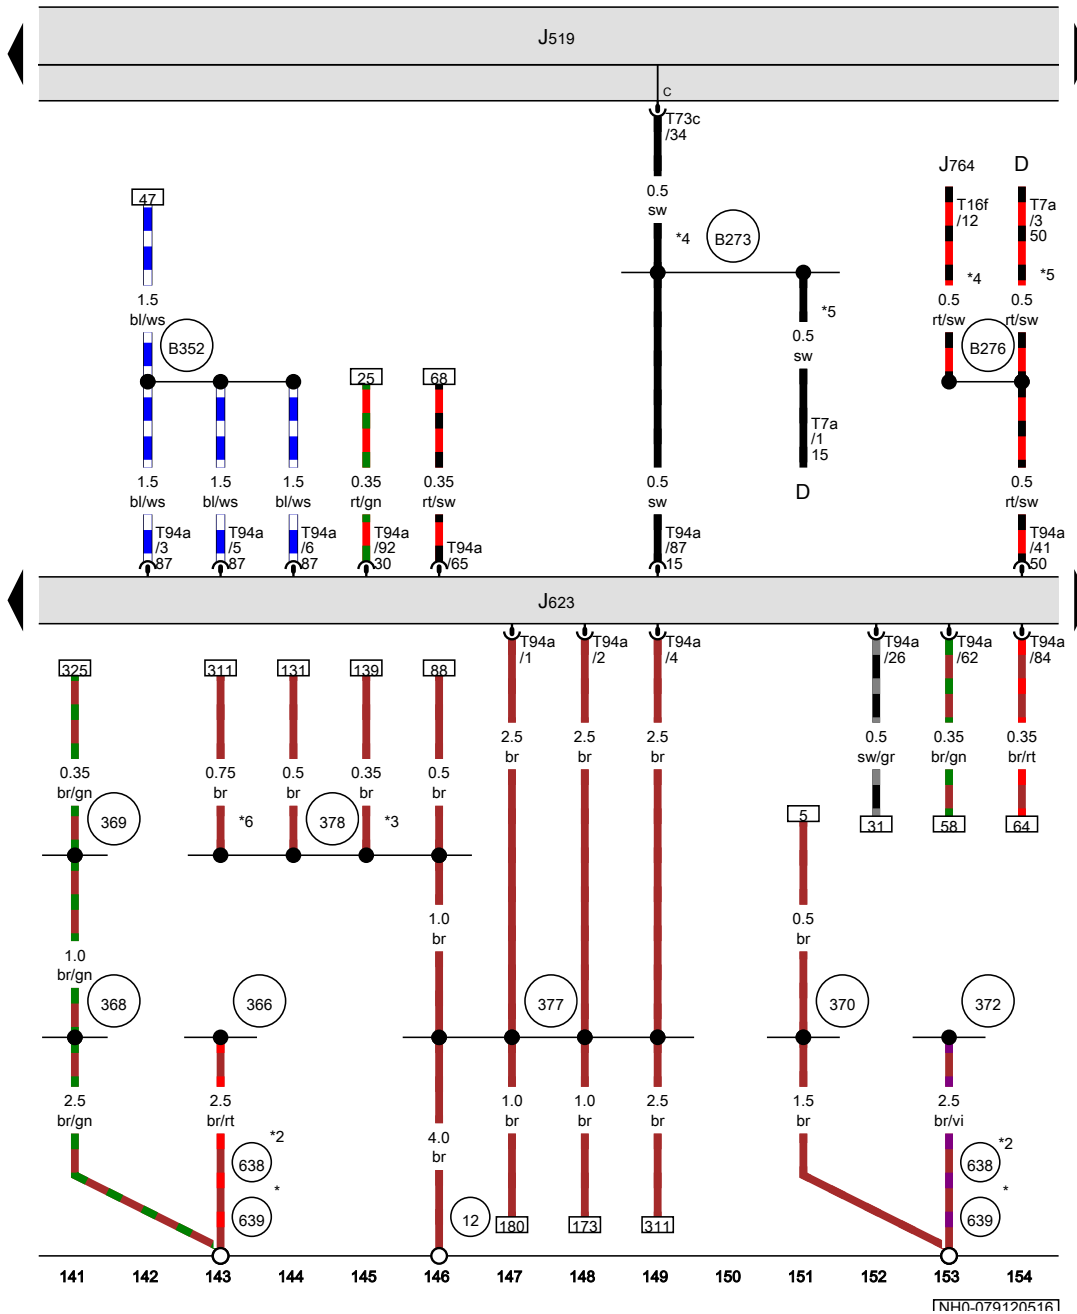 J519
c
T73c
/34
0.5
sw
*4
B273
J764
D
T16f
/12
T7a
/3
50
*4
*5
0.5
rt/sw
0.5
rt/sw
B276
47
1.5
bl/ws
B352
*5
0.5
sw
25
68
T7a
/1
15
D
1.5
bl/ws
1.5
bl/ws
1.5
bl/ws
0.35
rt/gn
0.35
rt/sw
0.5
sw
0.5
rt/sw
T94a
/3
87
T94a
/5
87
T94a
/6
87
T94a
/92
30
T94a
/65
T94a
/87
15
T94a
/41
50
J623
T94a
/1
T94a
/2
T94a
/4
T94a
/26
T94a
/62
T94a
/84
325
311
131
139
88
2.5
br
2.5
br
2.5
br
0.5
sw/gr
0.35
br/gn
0.35
br/rt
0.35
br/gn
0.75
br
0.5
br
0.35
br
0.5
br
369
*6
378
*3
5
31
58
64
1.0
br/gn
1.0
br
0.5
br
368
366
377
370
372
2.5
br/gn
2.5
br/rt
4.0
br
1.0
br
1.0
br
2.5
br
1.5
br
2.5
br/vi
*2
638
*
639
*2
638
*
639
12
180
173
311
141 142 143 144 145 146 147 148 149 150 151 152 153 154
NH0-079120516